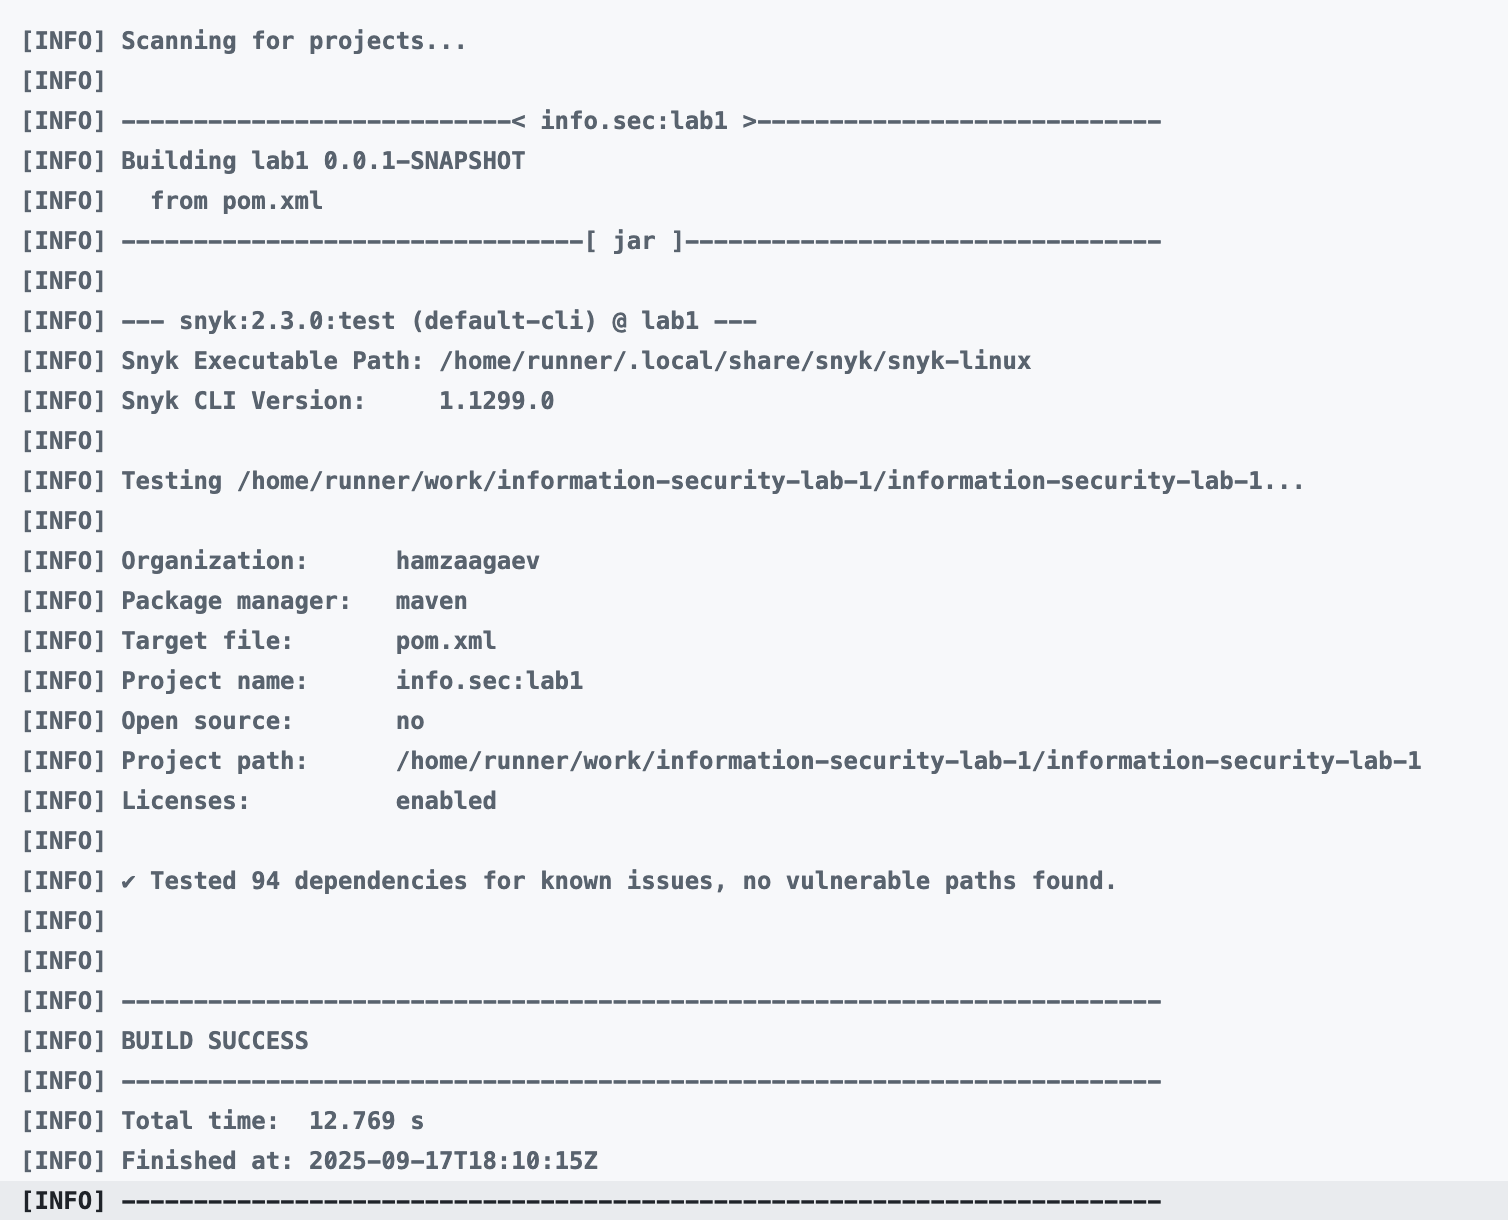 [INFO] Scanning for projects...
[INFO]
[INFO] ---------------------------< info.sec:lab1 >----------------------------
[INFO] Building lab1 0.0.1-SNAPSHOT
[INFO]   from pom.xml
[INFO] --------------------------------[ jar ]---------------------------------
[INFO]
[INFO] --- snyk:2.3.0:test (default-cli) @ lab1 ---
[INFO] Snyk Executable Path: /home/runner/.local/share/snyk/snyk-linux
[INFO] Snyk CLI Version:     1.1299.0
[INFO]
[INFO] Testing /home/runner/work/information-security-lab-1/information-security-lab-1...
[INFO]
[INFO] Organization:      hamzaagaev
[INFO] Package manager:   maven
[INFO] Target file:       pom.xml
[INFO] Project name:      info.sec:lab1
[INFO] Open source:       no
[INFO] Project path:      /home/runner/work/information-security-lab-1/information-security-lab-1
[INFO] Licenses:          enabled
[INFO]
[INFO] ✔ Tested 94 dependencies for known issues, no vulnerable paths found.
[INFO]
[INFO]
[INFO] ------------------------------------------------------------------------
[INFO] BUILD SUCCESS
[INFO] ------------------------------------------------------------------------
[INFO] Total time:  12.769 s
[INFO] Finished at: 2025-09-17T18:10:15Z
[INFO] ------------------------------------------------------------------------